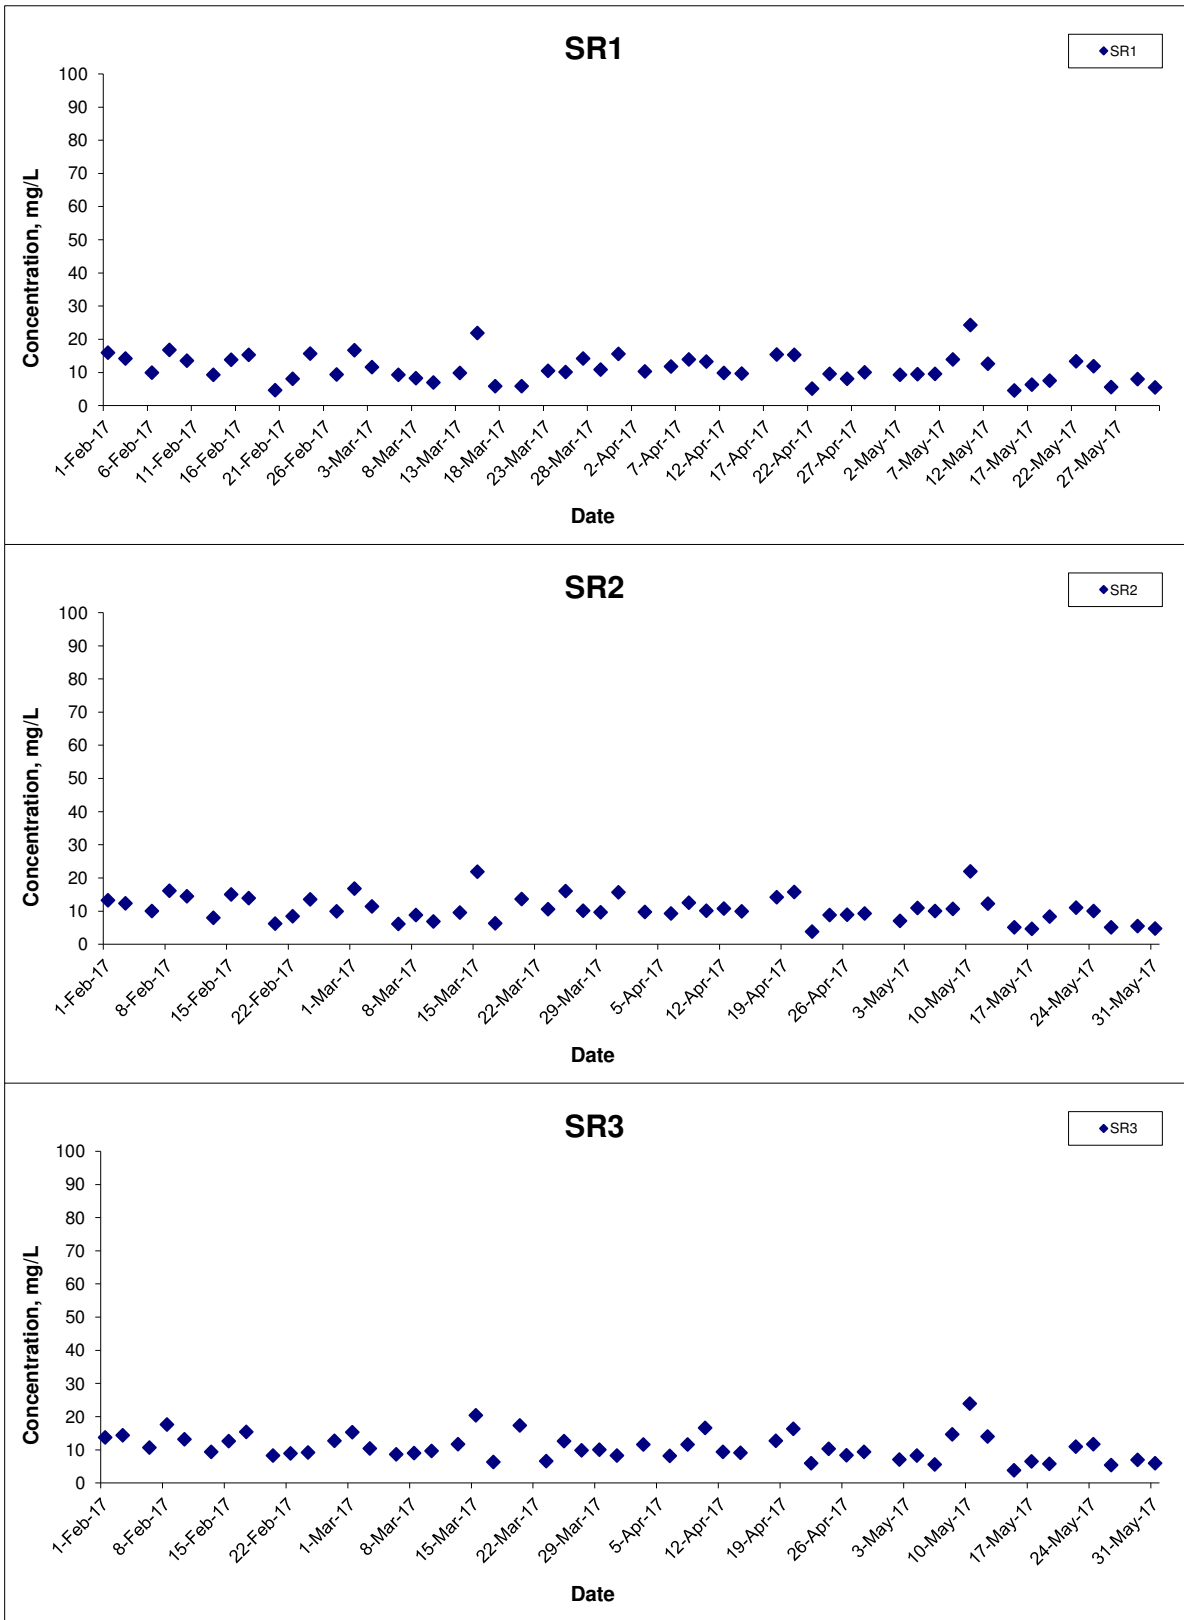 SR1
SR1
Concentration, mg/L
100
90
80
70
60
50
40
30
20
10
0
1-Feb-17
6-Feb-17
11-Feb-17
16-Feb-17
21-Feb-17
26-Feb-17
3-Mar-17
8-Mar-17
13-Mar-17
18-Mar-17
23-Mar-17
28-Mar-17
2-Apr-17
7-Apr-17
12-Apr-17
17-Apr-17
22-Apr-17
27-Apr-17
2-May-17
7-May-17
12-May-17
17-May-17
22-May-17
27-May-17
Date
SR2
SR2
Concentration, mg/L
100
90
80
70
60
50
40
30
20
10
0
1-Feb-17
8-Feb-17
15-Feb-17
22-Feb-17
1-Mar-17
8-Mar-17
15-Mar-17
22-Mar-17
29-Mar-17
5-Apr-17
12-Apr-17
19-Apr-17
26-Apr-17
3-May-17
10-May-17
17-May-17
24-May-17
31-May-17
Date
SR3
SR3
Concentration, mg/L
100
90
80
70
60
50
40
30
20
10
0
1-Feb-17
8-Feb-17
15-Feb-17
22-Feb-17
1-Mar-17
8-Mar-17
15-Mar-17
22-Mar-17
29-Mar-17
5-Apr-17
12-Apr-17
19-Apr-17
26-Apr-17
3-May-17
10-May-17
17-May-17
24-May-17
31-May-17
Date